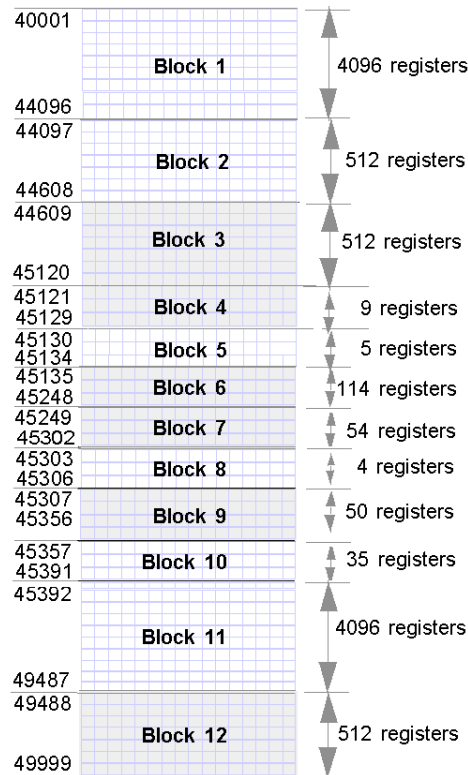 40001
Block 1
4096 registers
44096
44097
Block 2
512 registers
44608
44609
Block 3
512 registers
45120
45121
Block 4
9 registers
45129
45130
Block 5
5 registers
45134
45135
Block 6
114 registers
45248
45249
Block 7
54 registers
45302
45303
Block 8
4 registers
45306
45307
Block 9
50 registers
45356
45357
Block 10
35 registers
45391
45392
Block 11
4096 registers
49487
49488
Block 12
512 registers
49999